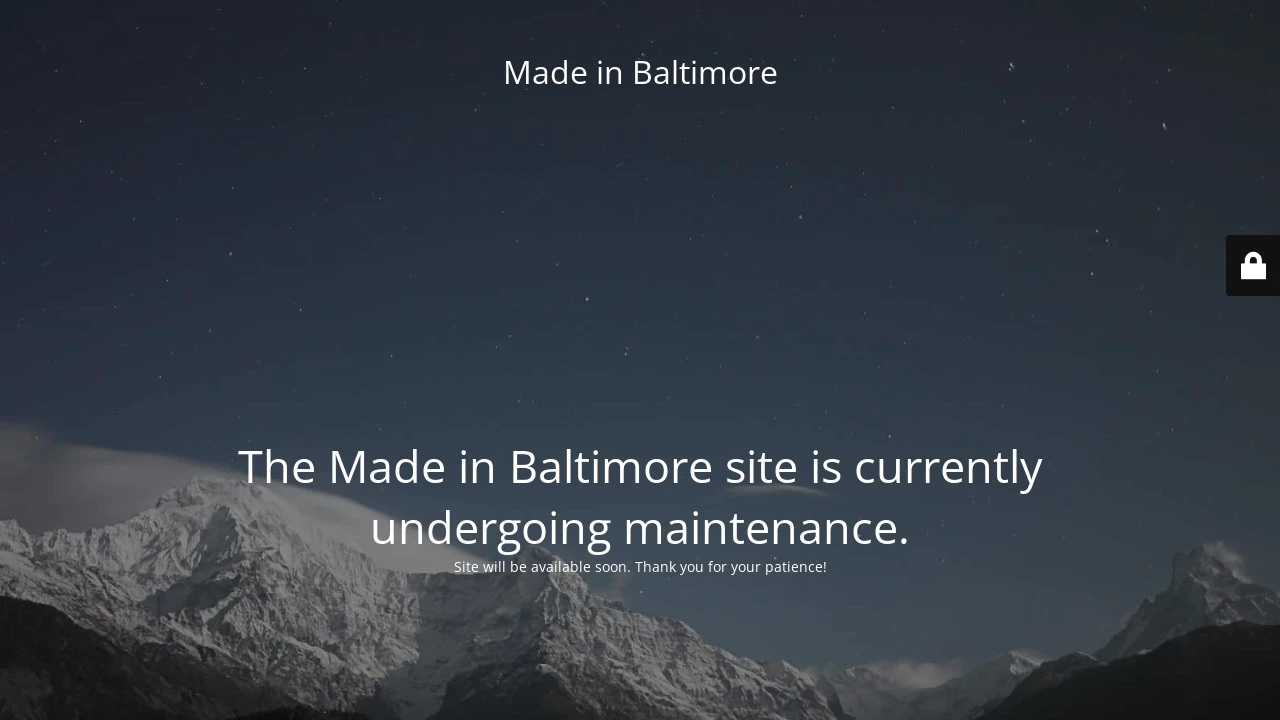 Made in Baltimore
The Made in Baltimore site is currently
undergoing maintenance.
Site will be available soon. Thank you for your patience!